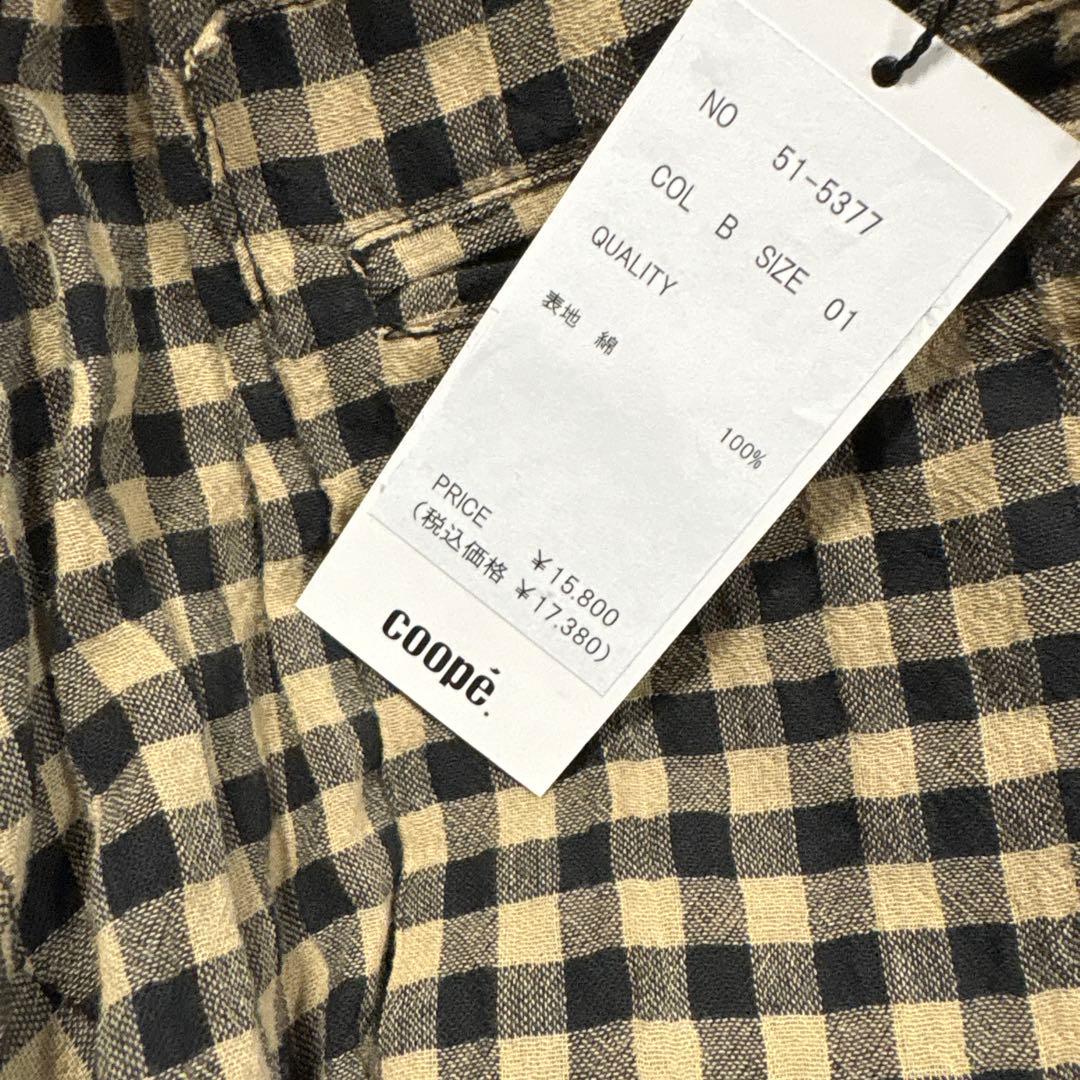 NO 51-5377
COL B SIZE 01
QUALITY
表地 綿
100%
PRICE ¥15.800
(税込価格 ¥17.380)
coopé.